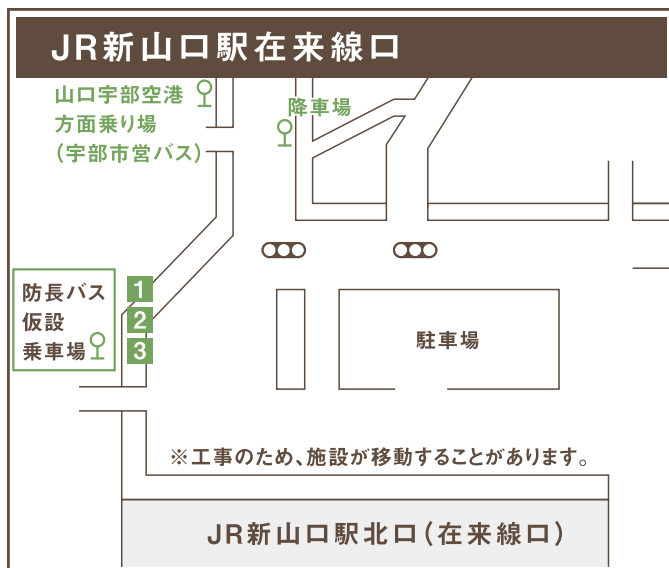 JR新山口駅在来線口
山口宇部空港
方面乗り場
(宇部市営バス)
降車場
防長バス
仮設
乗車場
1
2
3
駐車場
※工事のため、施設が移動することがあります。
JR新山口駅北口(在来線口)